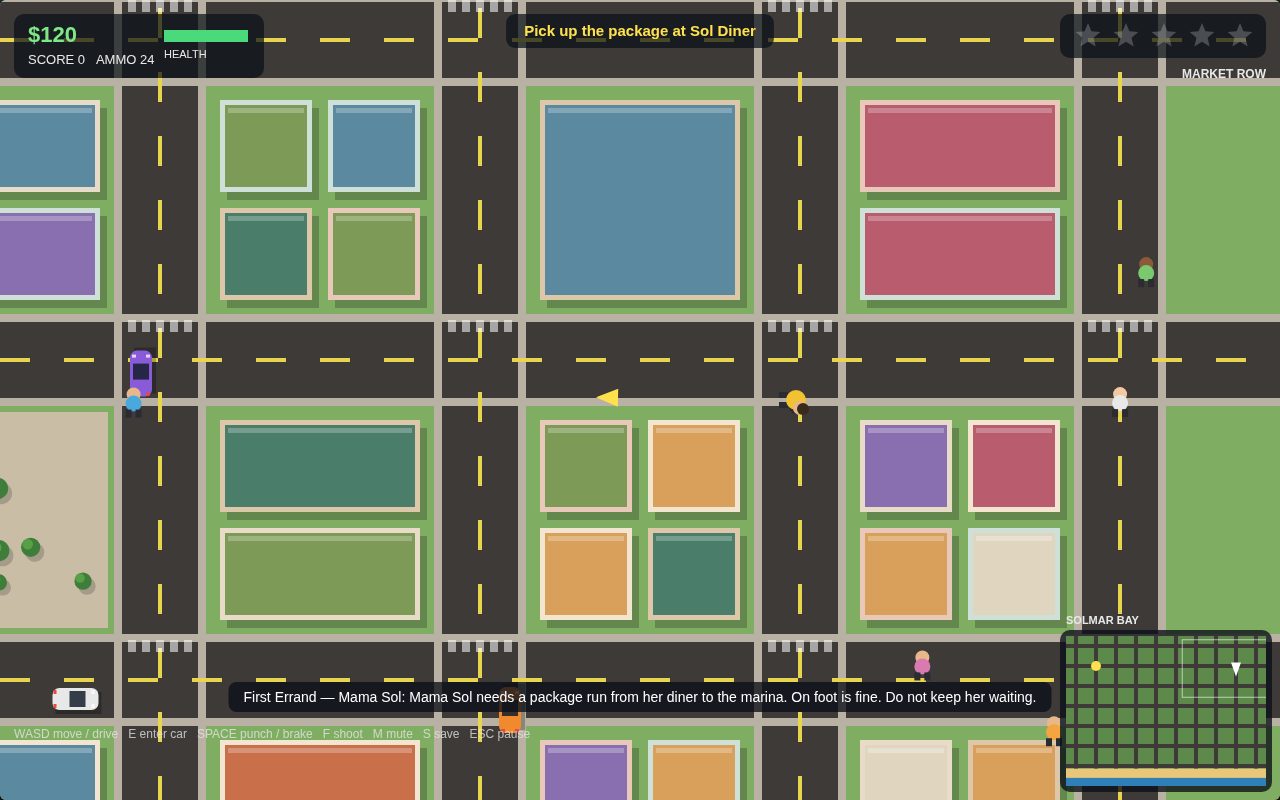 $120
SCORE 0 AMMO 24 HEALTH
Pick up the package at Sol Diner
MARKET ROW
SOLMAR BAY
First Errand — Mama Sol: Mama Sol needs a package run from her diner to the marina. On foot is fine. Do not keep her waiting.
WASD move / drive E enter car SPACE punch / brake F shoot M mute S save ESC pause